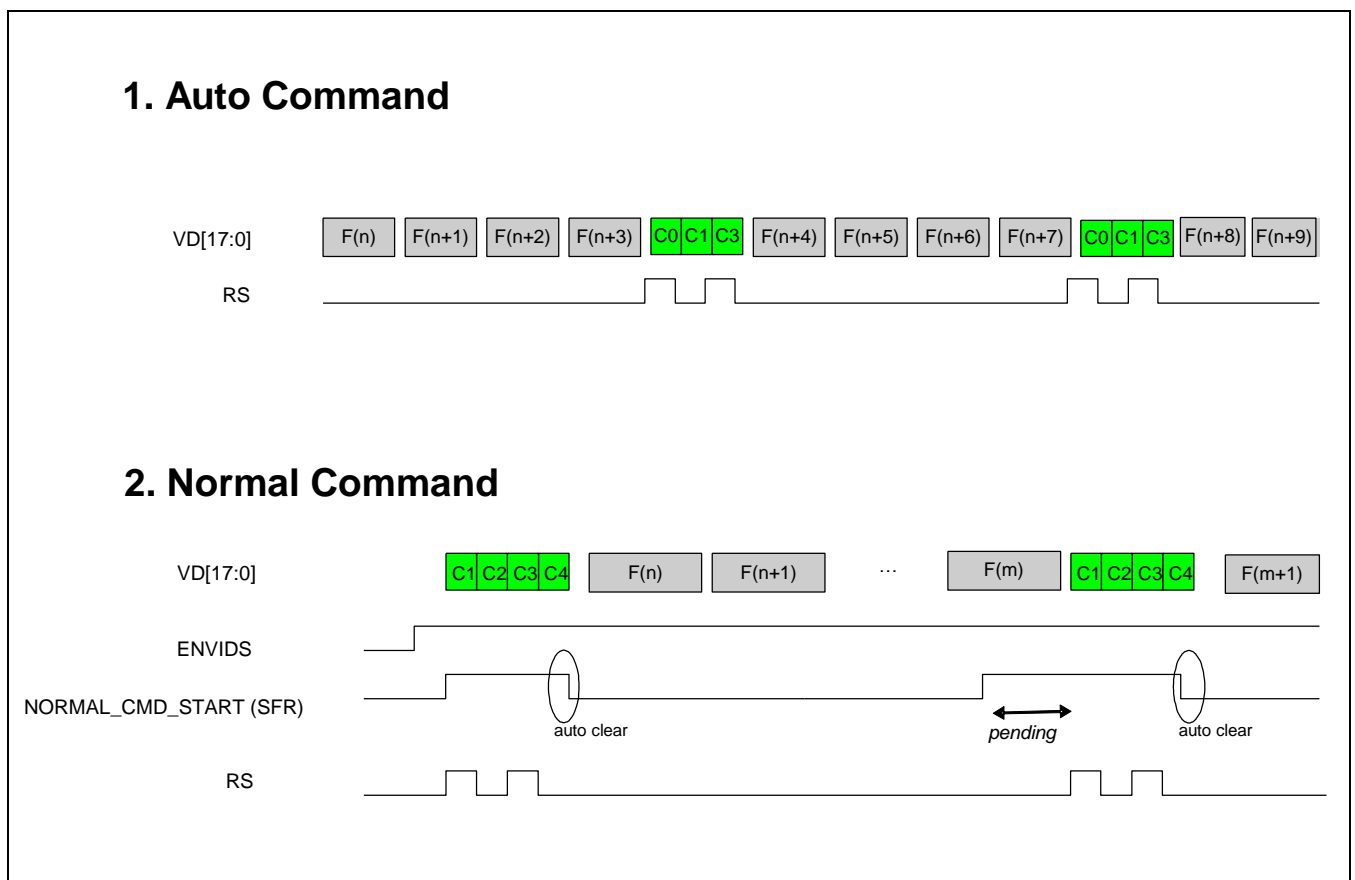 1. Auto Command
VD[17:0] F(n) F(n+1) F(n+2) F(n+3) C0 C1 C3 F(n+4) F(n+5) F(n+6) F(n+7) C0 C1 C3 F(n+8) F(n+9)
RS
2. Normal Command
VD[17:0] C1 C2 C3 C4 F(n) F(n+1) … F(m) C1 C2 C3 C4 F(m+1)
ENVIDS
NORMAL_CMD_START (SFR)
auto clear pending auto clear
RS